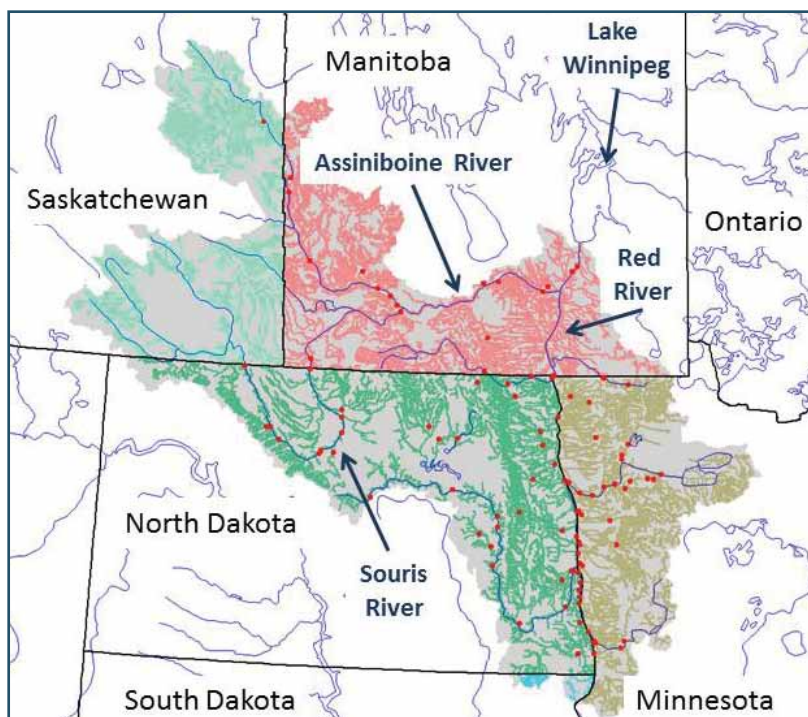 Manitoba
Lake
Winnipeg
Assiniboine River
Saskatchewan
Ontario
Red
River
North Dakota
Souris
River
South Dakota
Minnesota